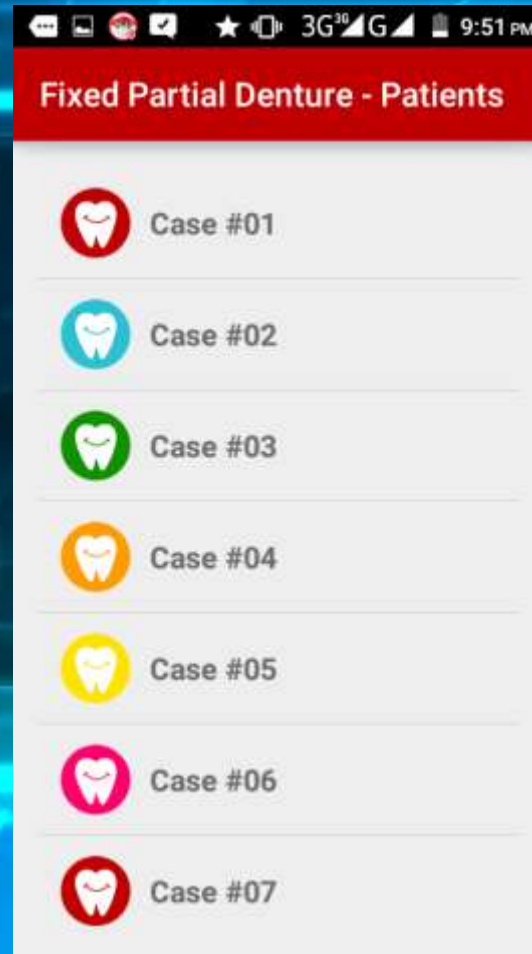 3G 3G G 9:51 PM
Fixed Partial Denture - Patients
Case #01
Case #02
Case #03
Case #04
Case #05
Case #06
Case #07